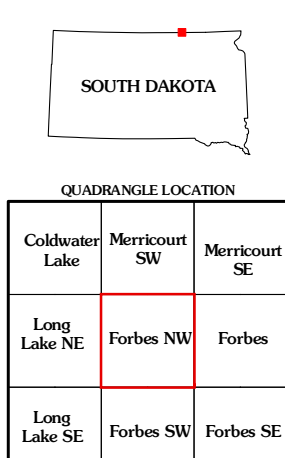 SOUTH DAKOTA
QUADRANGLE LOCATION
Coldwater
Lake
Merricourt
SW
Merricourt
SE
Long
Lake NE
Forbes NW
Forbes
Long
Lake SE
Forbes SW
Forbes SE